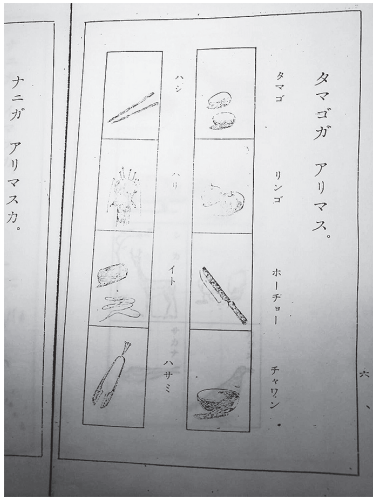 六、
タマゴガ アリマス。
タマゴ リンゴ ホーチョー チャワン
ハシ ハリ イト ハサミ
ナニガ アリマスカ。